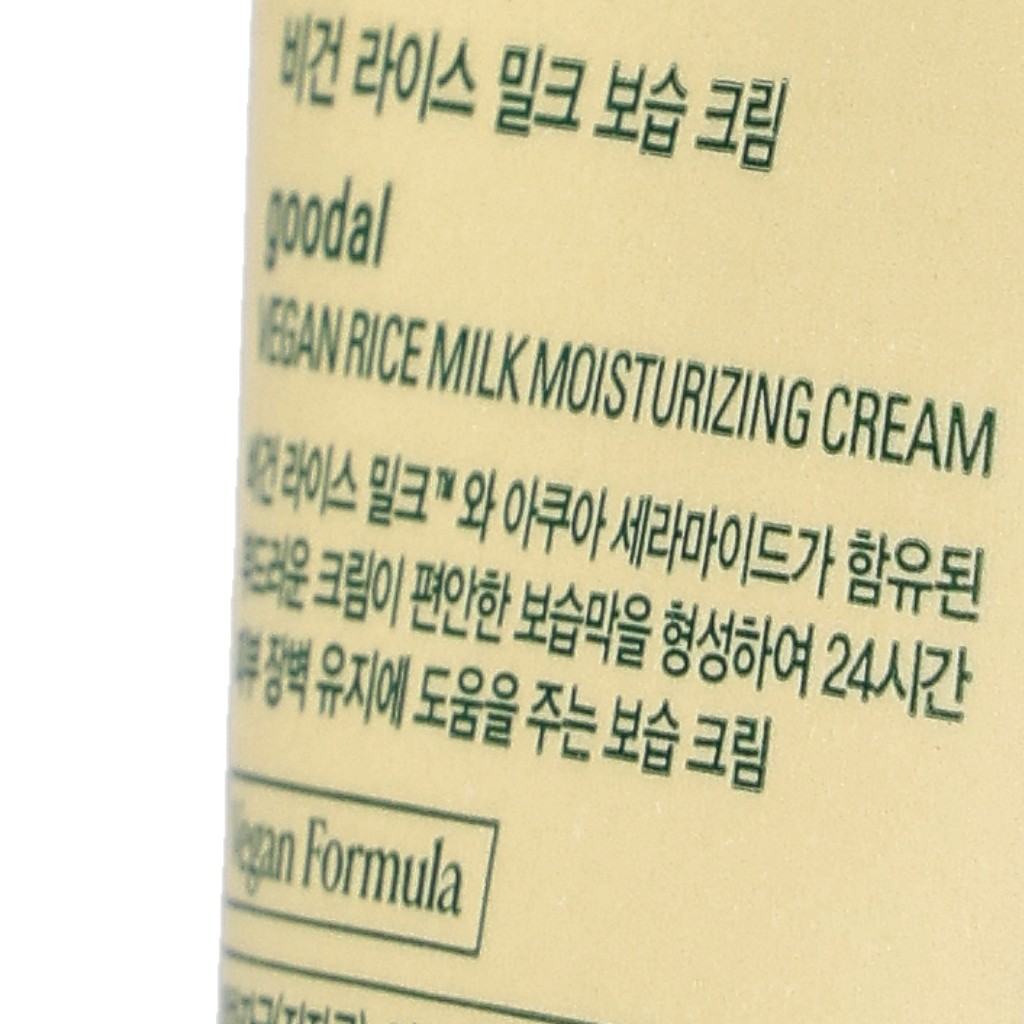 비건 라이스 밀크 보습 크림
goodal
VEGAN RICE MILK MOISTURIZING CREAM
비건 라이스 밀크™와 아쿠아 세라마이드가 함유된
부드러운 크림이 편안한 보습막을 형성하여 24시간
피부 장벽 유지에 도움을 주는 보습 크림
Vegan Formula